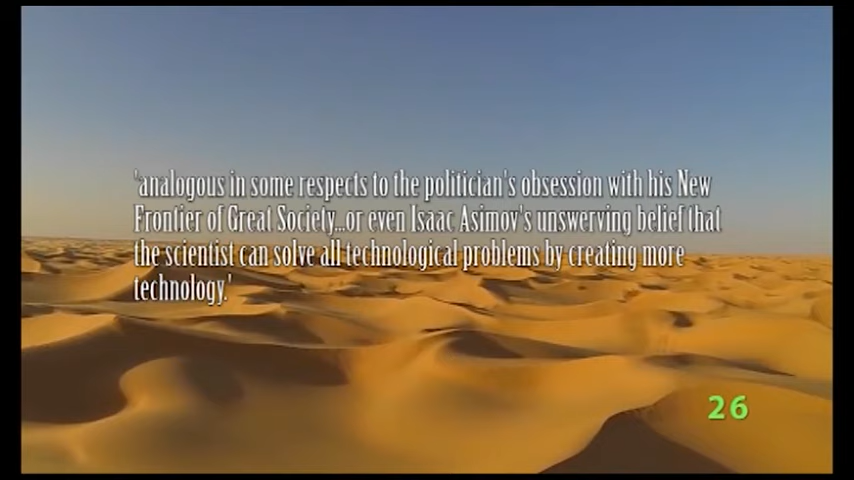 'analogous in some respects to the politician's obsession with his New
Frontier of Great Society...or even Isaac Asimov's unswerving belief that
the scientist can solve all technological problems by creating more
technology.'
26